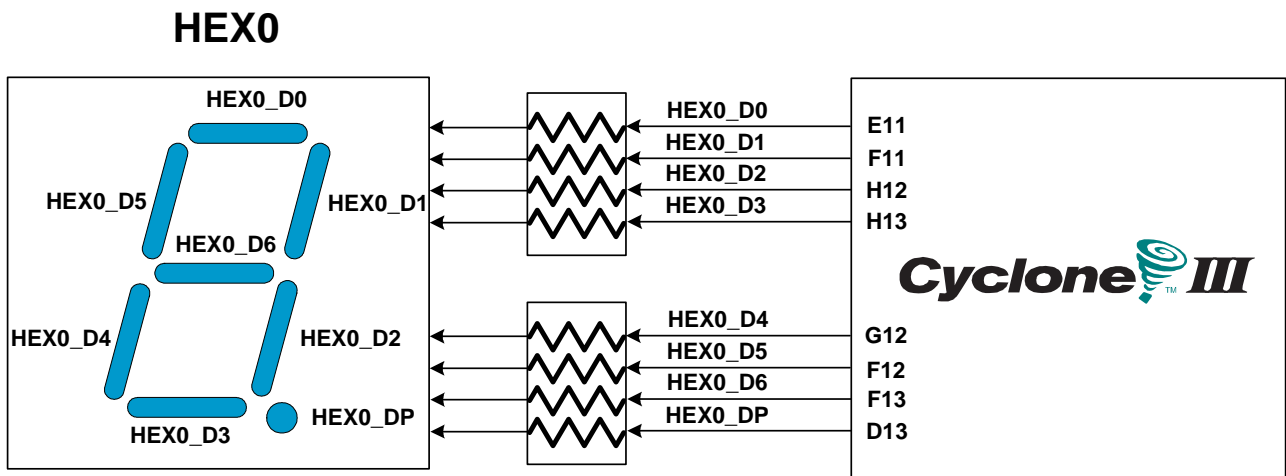 HEX0
HEX0_D0
HEX0_D5
HEX0_D1
HEX0_D6
HEX0_D4
HEX0_D2
HEX0_D3
HEX0_DP
HEX0_D0
HEX0_D1
HEX0_D2
HEX0_D3
HEX0_D4
HEX0_D5
HEX0_D6
HEX0_DP
E11
F11
H12
H13
Cyclone TM III
G12
F12
F13
D13